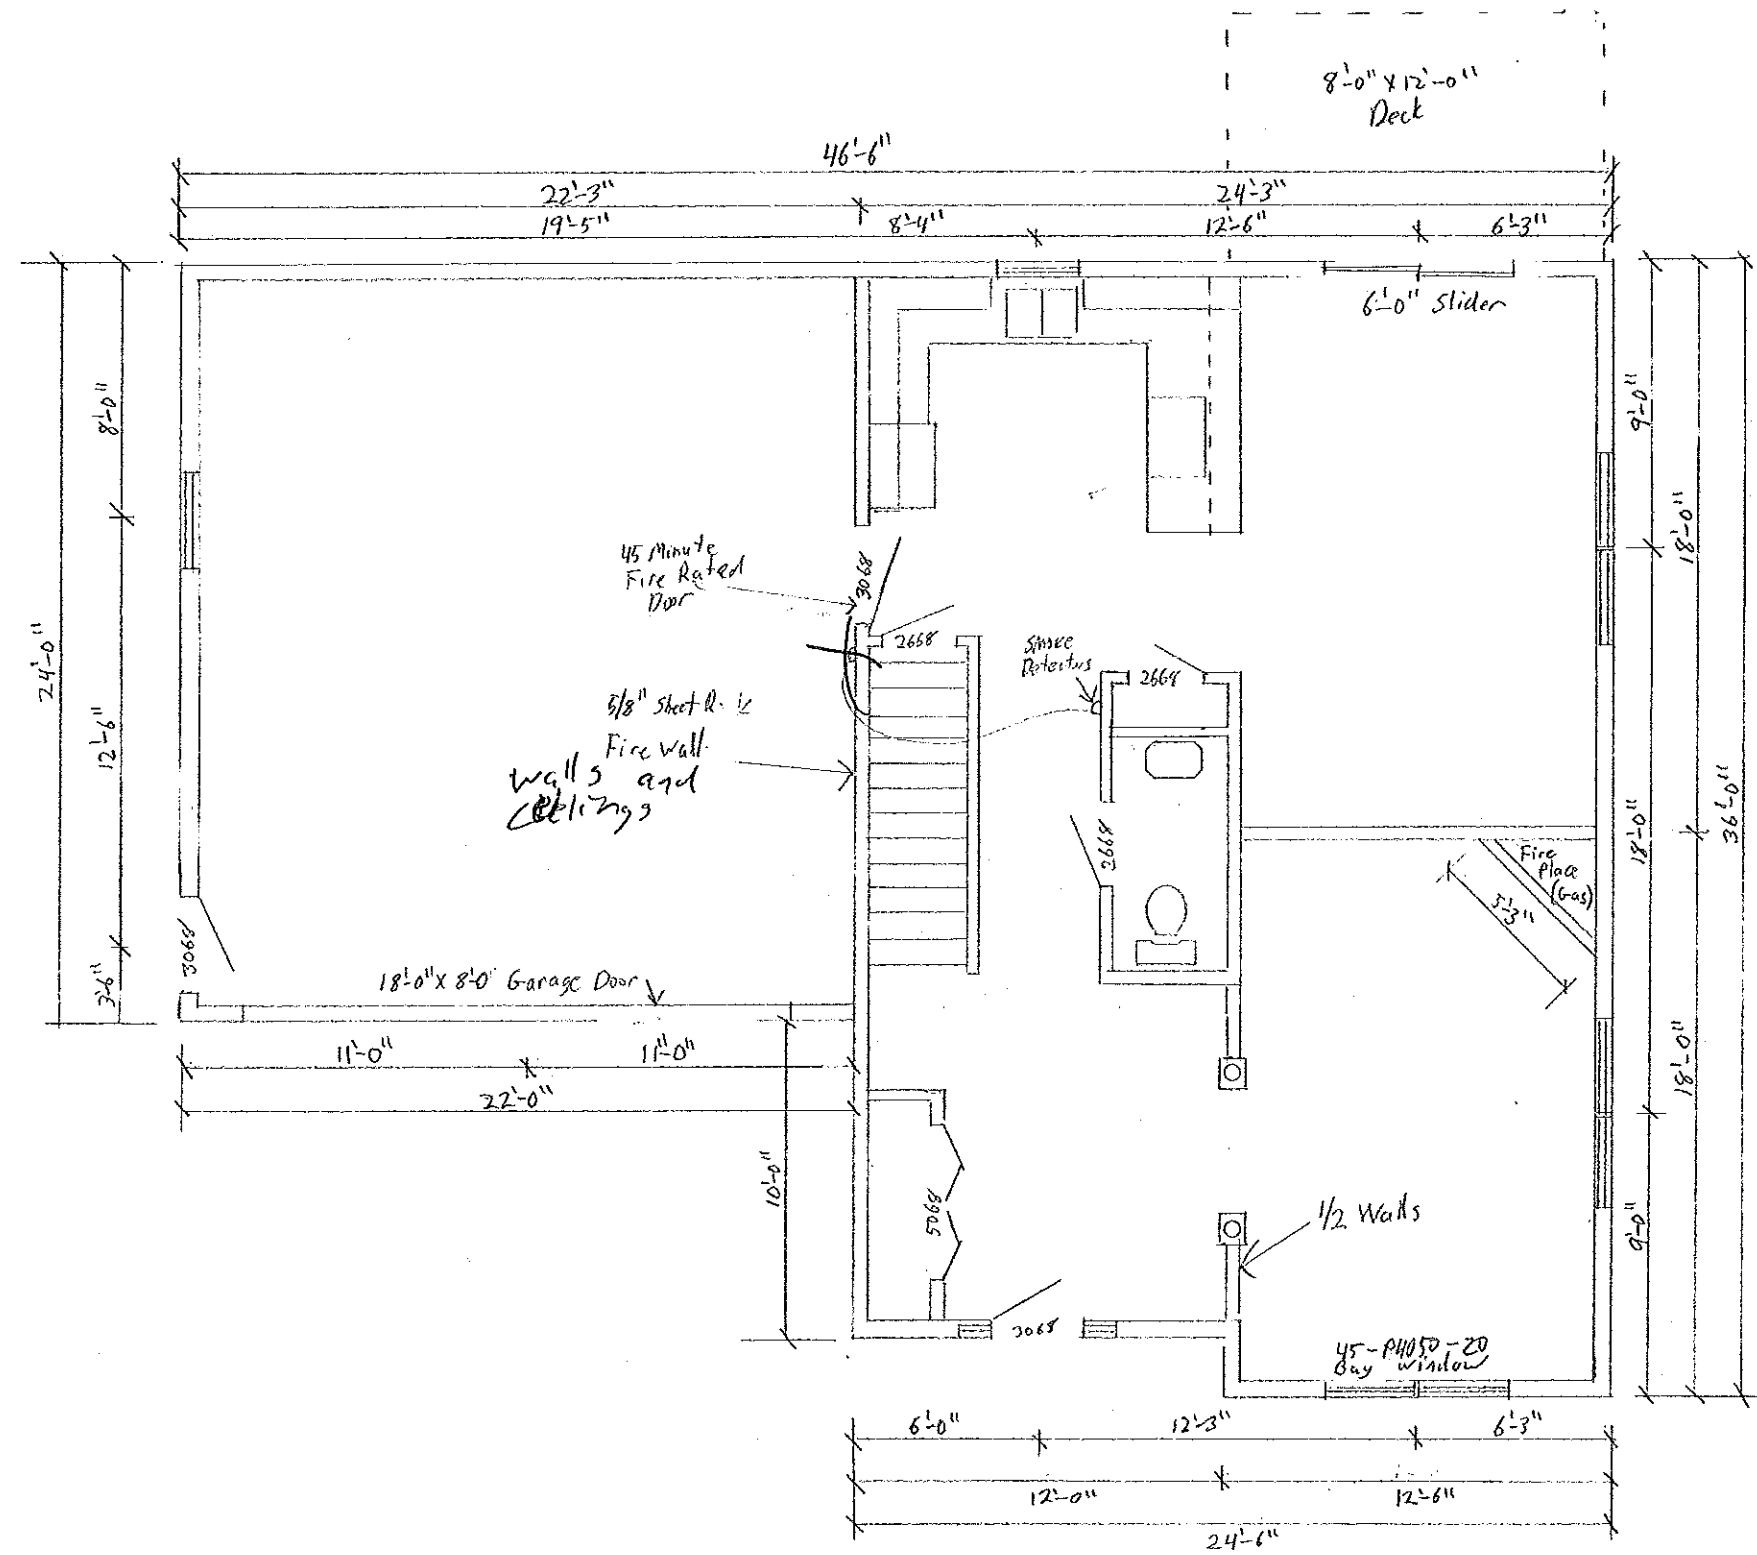 8'-0" X 12'-0"
Deck
46'-6"
22'-3"
24'-3"
19'-5"
8'-4"
12'-6"
6'-3"
6'-0" Slider
8'-0"
12'-6"
3'-6"
24'-0"
9'-0"
18'-0"
9'-0"
18'-0"
18'-0"
36'-0"
45 Minute
Fire Rated
Door
3068
2668
Smoke
Detectors
2668
5/8" Sheet
Fire Wall
Walls and
Ceilings
2668
Fire
Place
(Gas)
5'-3"
3068
18'-0" X 8'-0" Garage Door
11'-0"
11'-0"
22'-0"
10'-0"
5068
1/2 Walls
3068
45-P4050-20
Bay Window
6'-0"
12'-3"
6'-3"
12'-0"
12'-6"
24'-6"